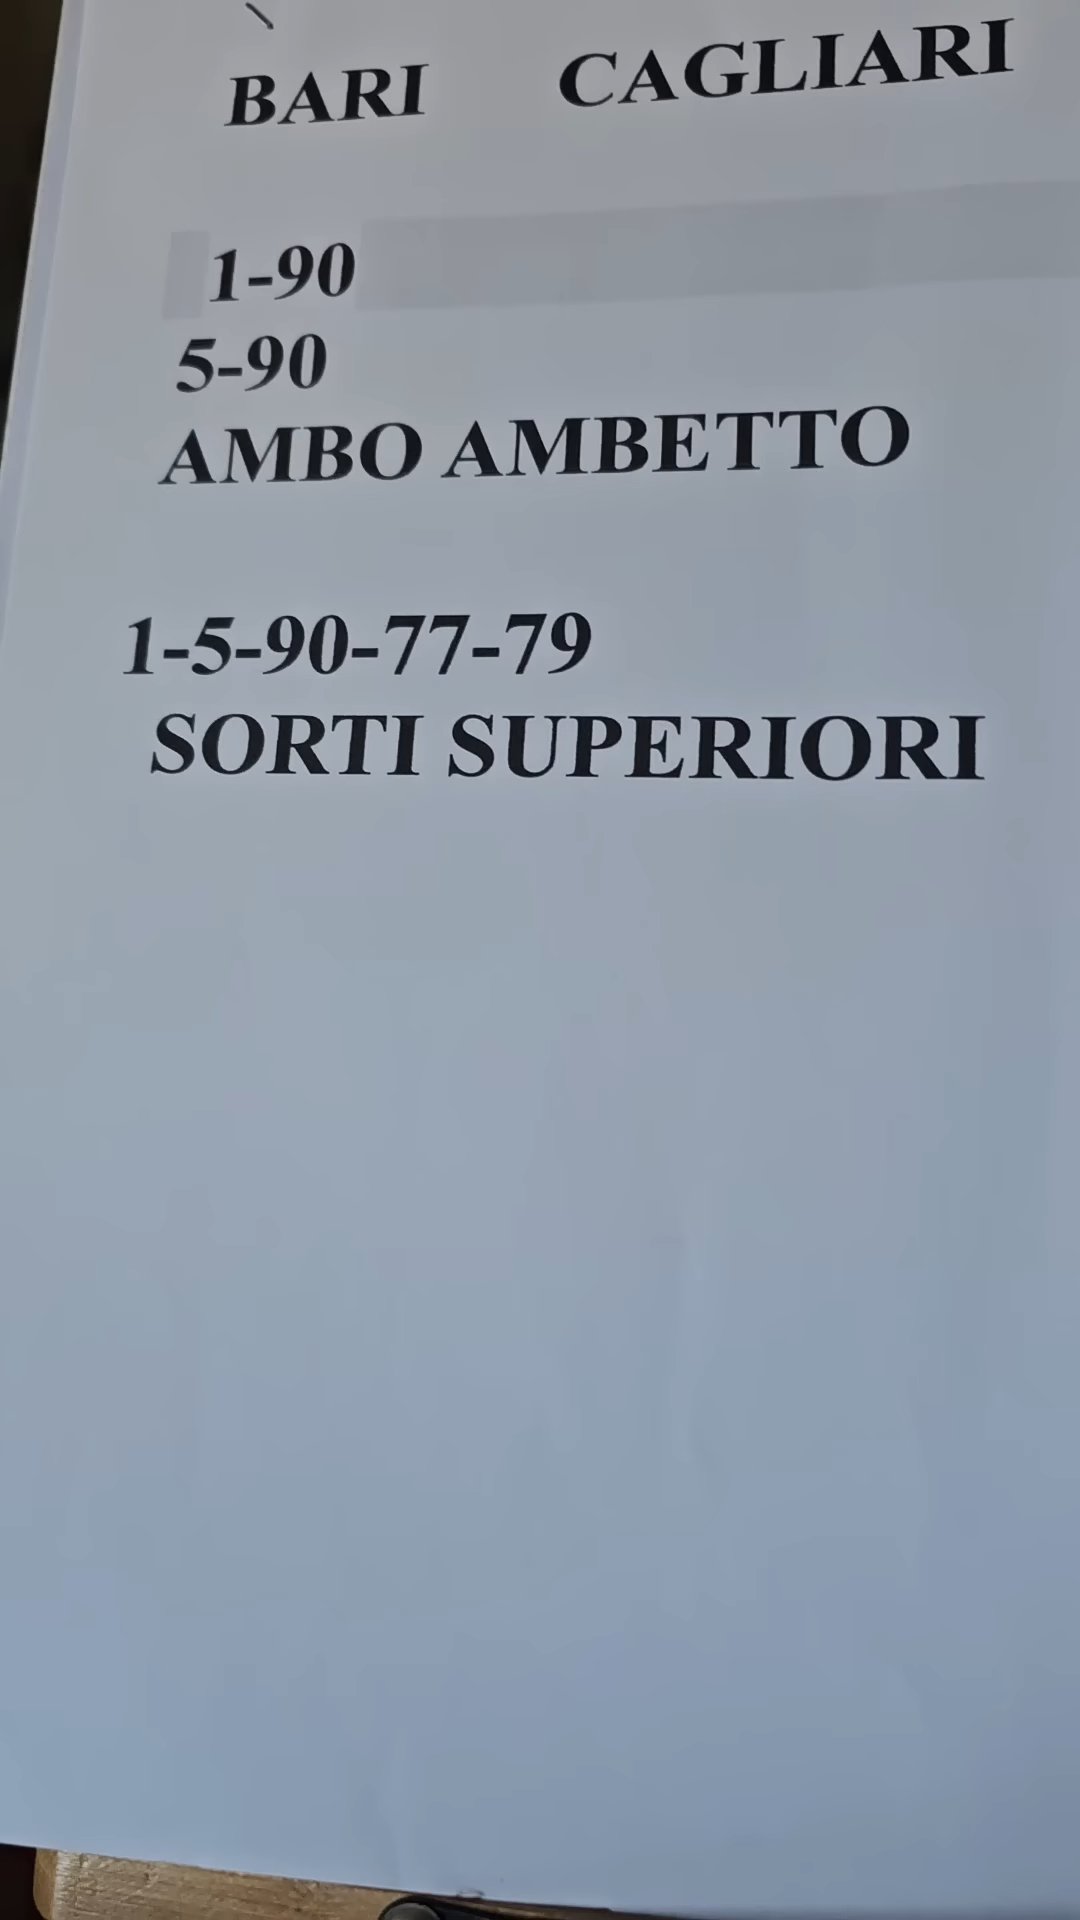 BARI CAGLIARI
1-90
5-90
AMBO AMBETTO
1-5-90-77-79
SORTI SUPERIORI